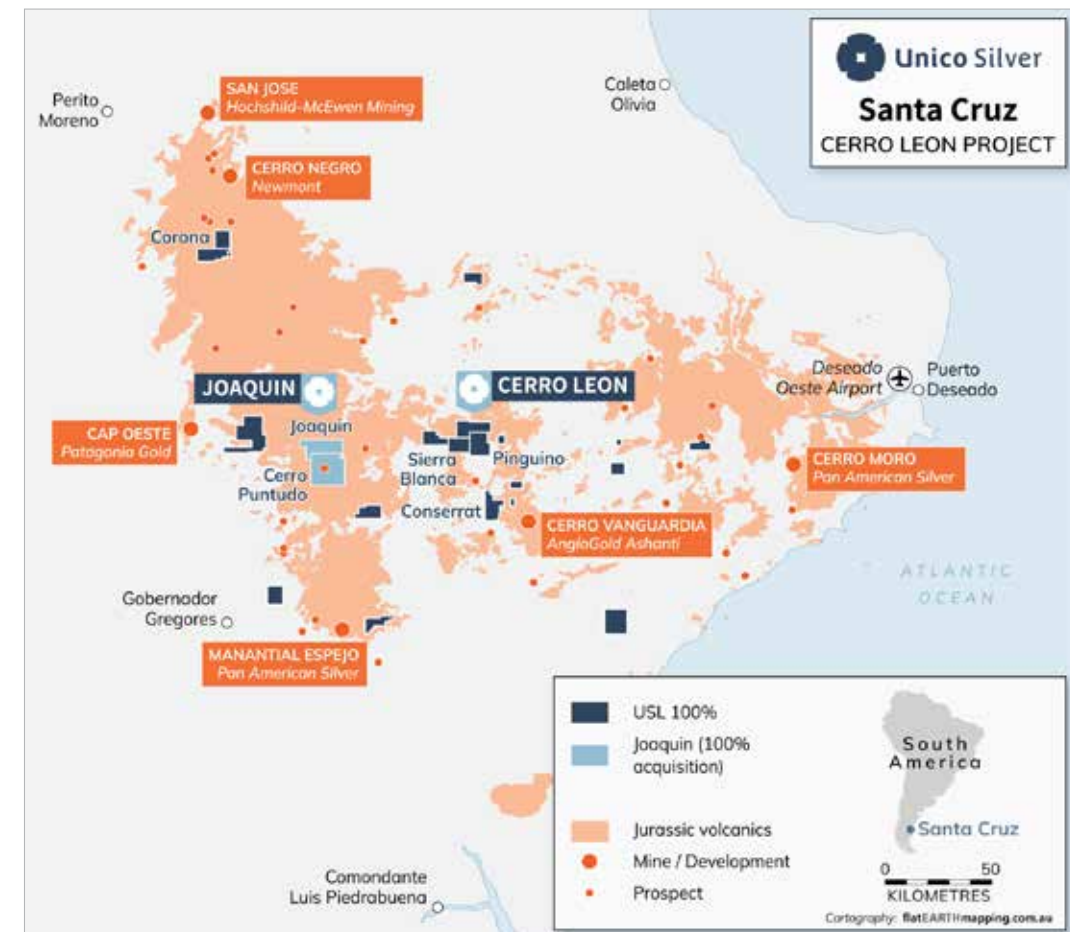 Unico Silver
Santa Cruz
CERRO LEON PROJECT
Caleta
Olivia
Perito
Moreno
SAN JOSE
Hochshild-McEwen Mining
CERRO NEGRO
Newmont
Corona
JOAQUIN
CERRO LEON
Deseado
Oeste Airport
Puerto
Deseado
CAP OESTE
Patagonia Gold
Joaquin
Cerro
Puntudo
Sierra
Blanca
Pinguino
Conserrat
CERRO MORO
Pan American Silver
CERRO VANGUARDIA
AngloGold Ashanti
ATLANTIC
OCEAN
Gobernador
Gregores
MANANTIAL ESPEJO
Pan American Silver
USL 100%
Joaquin (100%
acquisition)
Jurassic volcanics
Mine / Development
Prospect
South
America
Santa Cruz
0 50
KILOMETRES
Cartography: flatEARTHmapping.com.au
Comondante
Luis Piedrabuena